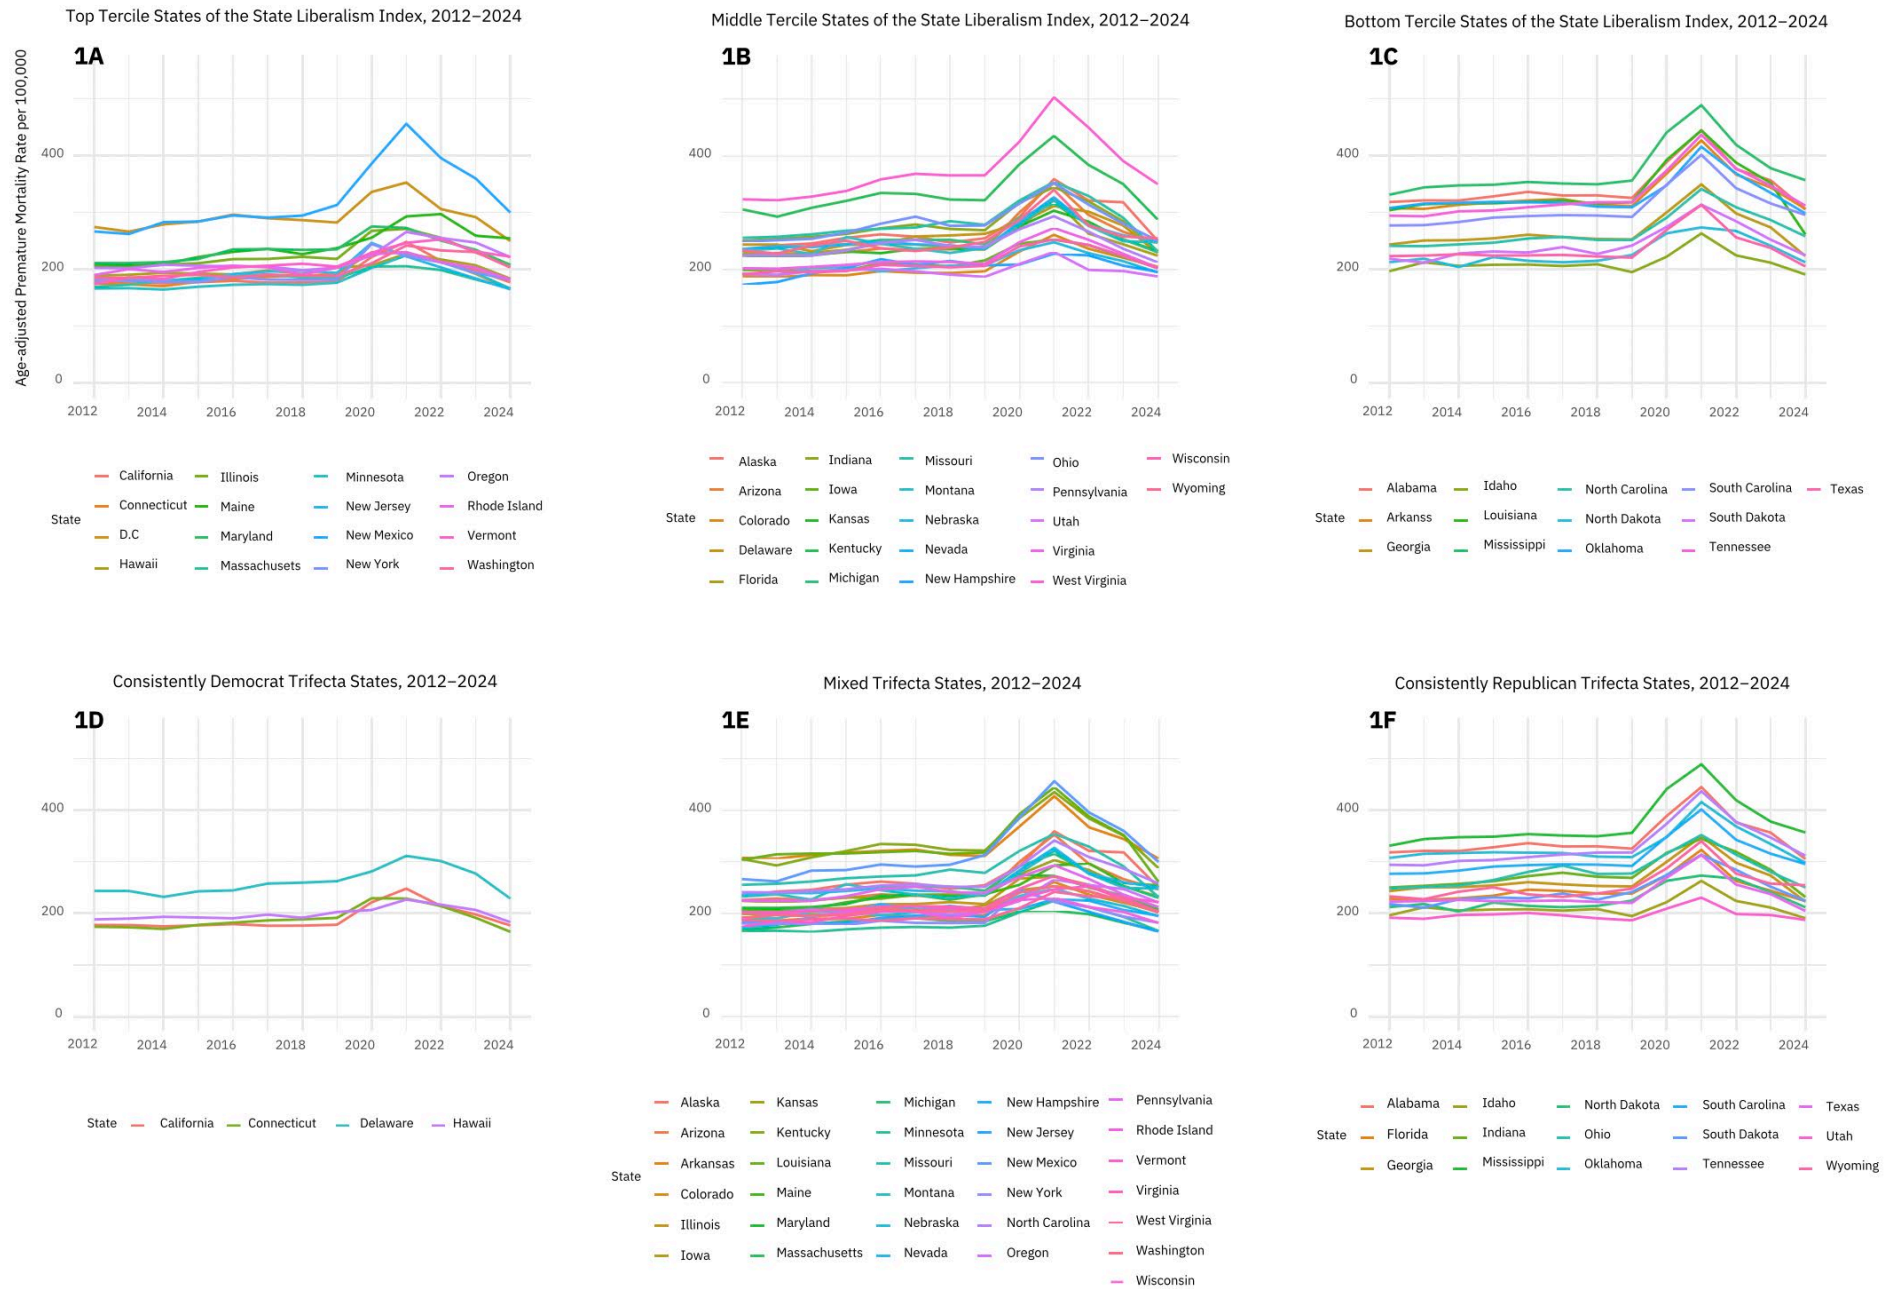 Top Tercile States of the State Liberalism Index, 2012–2024
Middle Tercile States of the State Liberalism Index, 2012–2024
Bottom Tercile States of the State Liberalism Index, 2012–2024
Age-adjusted Premature Mortality Rate per 100,000
1A
400
200
0
2012 2014 2016 2018 2020 2022 2024
State
California Illinois Minnesota Oregon
Connecticut Maine New Jersey Rhode Island
D.C Maryland New Mexico Vermont
Hawaii Massachusets New York Washington
1B
400
200
0
2012 2014 2016 2018 2020 2022 2024
State
Alaska Indiana Missouri Ohio Wisconsin
Arizona Iowa Montana Pennsylvania Wyoming
Colorado Kansas Nebraska Utah
Delaware Kentucky Nevada Virginia
Florida Michigan New Hampshire West Virginia
1C
400
200
0
2012 2014 2016 2018 2020 2022 2024
State
Alabama Idaho North Carolina South Carolina Texas
Arkanss Louisiana North Dakota South Dakota
Georgia Mississippi Oklahoma Tennessee
Consistently Democrat Trifecta States, 2012–2024
1D
400
200
0
2012 2014 2016 2018 2020 2022 2024
State California Connecticut Delaware Hawaii
Mixed Trifecta States, 2012–2024
1E
400
200
0
2012 2014 2016 2018 2020 2022 2024
State
Alaska Kansas Michigan New Hampshire Pennsylvania
Arizona Kentucky Minnesota New Jersey Rhode Island
Arkansas Louisiana Missouri New Mexico Vermont
Colorado Maine Montana New York Virginia
Illinois Maryland Nebraska North Carolina West Virginia
Iowa Massachusetts Nevada Oregon Washington
Wisconsin
Consistently Republican Trifecta States, 2012–2024
1F
400
200
0
2012 2014 2016 2018 2020 2022 2024
State
Alabama Idaho North Dakota South Carolina Texas
Florida Indiana Ohio South Dakota Utah
Georgia Mississippi Oklahoma Tennessee Wyoming